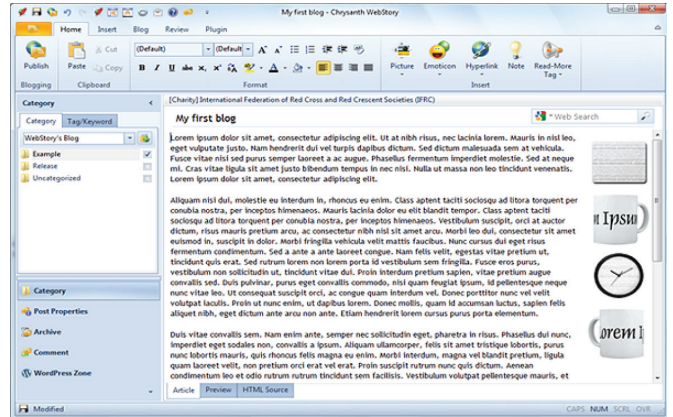 My first blog - Chrysanth WebStory
Home Insert Blog Review Plugin
Publish Paste Cut Copy
(Default) (Default
A A
B I U abc x, x'
Picture Emoticon Hyperlink Note Read-More Tag
Blogging Clipboard Format Insert
Category
[Charity] International Federation of Red Cross and Red Crescent Societies (IFRC)
Category Tag/Keyword
My first blog
* Web Search
WebStory's Blog
Example
Release
Uncategorized
Lorem ipsum dolor sit amet, consectetur adipiscing elit. Ut at nibh risus, nec lacinia lorem. Mauris in nisl leo,
eget vulputate justo. Nam hendrerit dui vel turpis dapibus dictum. Sed dictum malesuada sem at vehicula.
Fusce vitae nisi sed purus semper laoreet a ac augue. Phasellus fermentum imperdiet molestie. Sed at neque
mi. Cras vitae ligula sit amet justo bibendum tempus in nec nisi. Nulla ut massa non leo tincidunt venenatis.
Lorem ipsum dolor sit amet, consectetur adipiscing elit.
Aliquam nisi dui, molestie eu interdum in, rhoncus eu enim. Class aptent taciti sociosqu ad litora torquent per
conubia nostra, per inceptos himenaeos. Mauris lacinia dolor eu elit blandit tempor. Class aptent taciti
sociosqu ad litora torquent per conubia nostra, per inceptos himenaeos. Vestibulum suscipit, orci at auctor
dictum, risus mauris pretium arcu, ac consectetur nibh nisl sit amet arcu. Morbi leo dui, consectetur sit amet
euismod in, suscipit in dolor. Morbi fringilla vehicula velit mattis faucibus. Nunc cursus dui eget risus
fermentum condimentum. Sed a ante a ante laoreet congue. Nam felis velit, egestas vitae pretium ut,
tincidunt quis erat. Sed rutrum lorem non lorem porta id vestibulum sem fringilla. Fusce eros purus,
vestibulum non sollicitudin ut, tincidunt vitae dui. Proin interdum pretium sapien, vitae pretium augue
convallis sed. Duis pulvinar, purus eget convallis commodo, nisi quam feugiat ipsum, id pellentesque neque
nunc vitae leo. Ut consequat suscipit orci, ac congue quam interdum vel. Donec porttitor nunc vel velit
volutpat iaculis. Proin ut nunc enim, ut dapibus lorem. Donec mollis, quam id accumsan luctus, sapien felis
aliquet nibh, eget dictum ante arcu non ante. Etiam hendrerit lorem cursus purus porta elementum.
Duis vitae convallis sem. Nam enim ante, semper nec sollicitudin eget, pharetra in risus. Phasellus dui nunc,
imperdiet eget sodales non, convallis a ipsum. Aliquam ullamcorper, felis sit amet tristique lobortis, purus
nunc lobortis mauris, quis rhoncus felis magna eu enim. Morbi interdum, magna vel blandit pretium, ligula
quam laoreet velit, non pretium orci erat vel erat. Proin suscipit rutrum nunc quis dictum. Aenean
condimentum leo et odio rutrum rutrum tincidunt sem facilisis. Vestibulum volutpat pellentesque mauris, et
Ipsu
orem
Category
Post Properties
Archive
Comment
WordPress Zone
Article Preview HTML Source
Modified CAPS NUM SCRL OVR